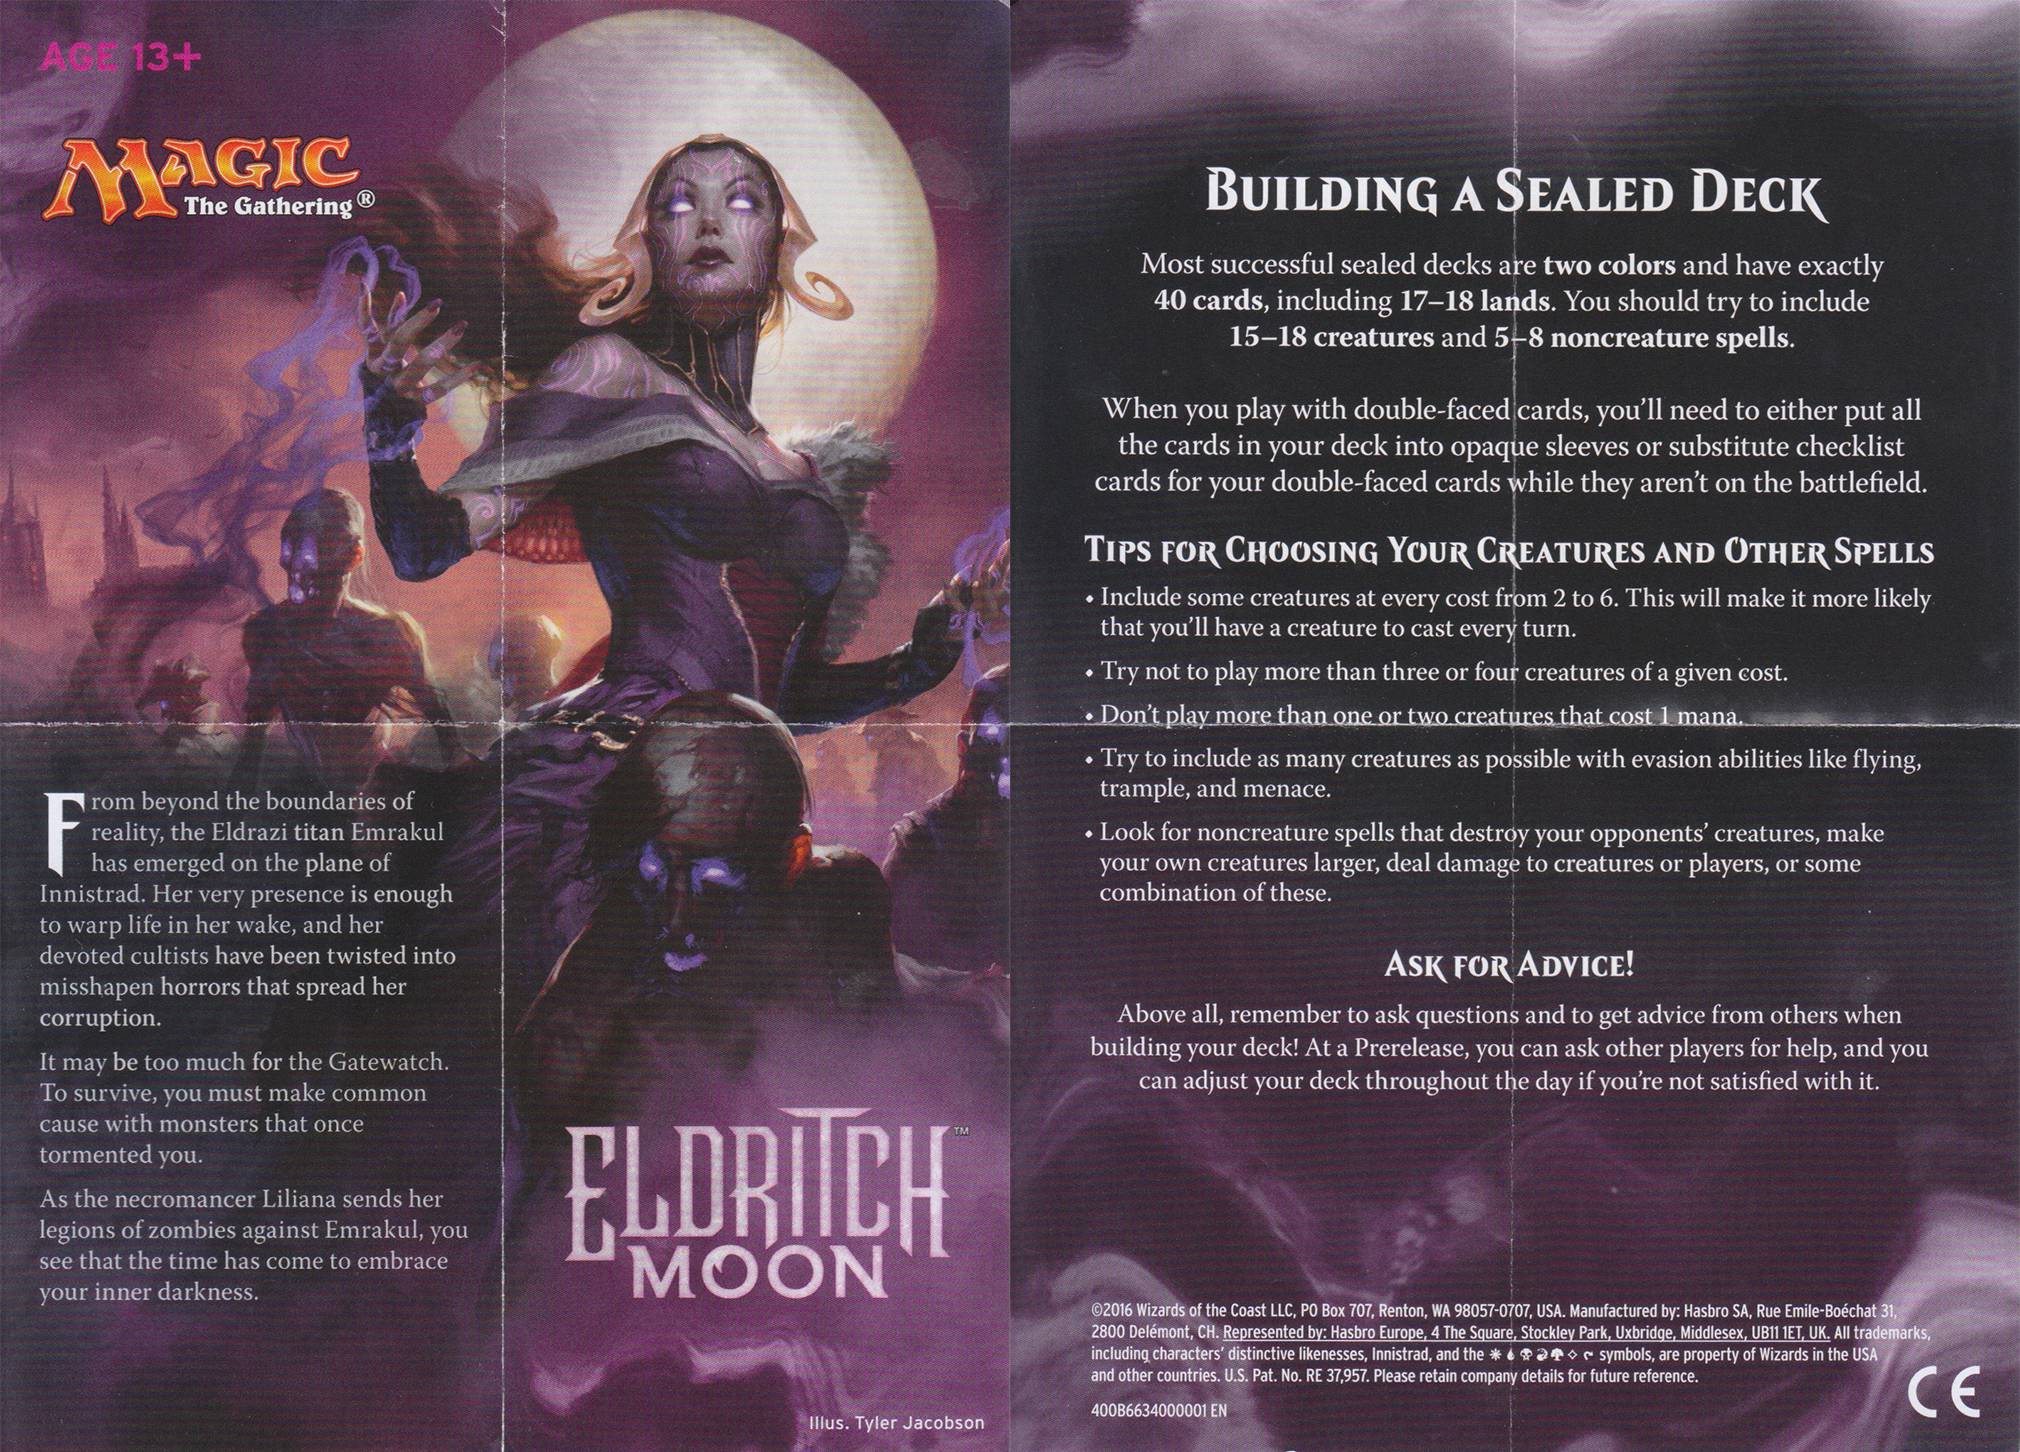 AGE 13+
MAGIC
The Gathering®
From beyond the boundaries of
reality, the Eldrazi titan Emrakul
has emerged on the plane of
Innistrad. Her very presence is enough
to warp life in her wake, and her
devoted cultists have been twisted into
misshapen horrors that spread her
corruption.
It may be too much for the Gatewatch.
To survive, you must make common
cause with monsters that once
tormented you.
As the necromancer Liliana sends her
legions of zombies against Emrakul, you
see that the time has come to embrace
your inner darkness.
ELDRITCH™
MOON
Illus. Tyler Jacobson
BUILDING A SEALED DECK
Most successful sealed decks are two colors and have exactly
40 cards, including 17–18 lands. You should try to include
15–18 creatures and 5–8 noncreature spells.
When you play with double-faced cards, you'll need to either put all
the cards in your deck into opaque sleeves or substitute checklist
cards for your double-faced cards while they aren't on the battlefield.
TIPS FOR CHOOSING YOUR CREATURES AND OTHER SPELLS
• Include some creatures at every cost from 2 to 6. This will make it more likely
that you'll have a creature to cast every turn.
• Try not to play more than three or four creatures of a given cost.
• Don't play more than one or two creatures that cost 1 mana.
• Try to include as many creatures as possible with evasion abilities like flying,
trample, and menace.
• Look for noncreature spells that destroy your opponents' creatures, make
your own creatures larger, deal damage to creatures or players, or some
combination of these.
ASK FOR ADVICE!
Above all, remember to ask questions and to get advice from others when
building your deck! At a Prerelease, you can ask other players for help, and you
can adjust your deck throughout the day if you're not satisfied with it.
©2016 Wizards of the Coast LLC, PO Box 707, Renton, WA 98057-0707, USA. Manufactured by: Hasbro SA, Rue Emile-Boéchat 31,
2800 Delémont, CH. Represented by: Hasbro Europe, 4 The Square, Stockley Park, Uxbridge, Middlesex, UB11 1ET, UK. All trademarks,
including characters' distinctive likenesses, Innistrad, and the symbols, are property of Wizards in the USA
and other countries. U.S. Pat. No. RE 37,957. Please retain company details for future reference.
400B6634000001 EN
CE